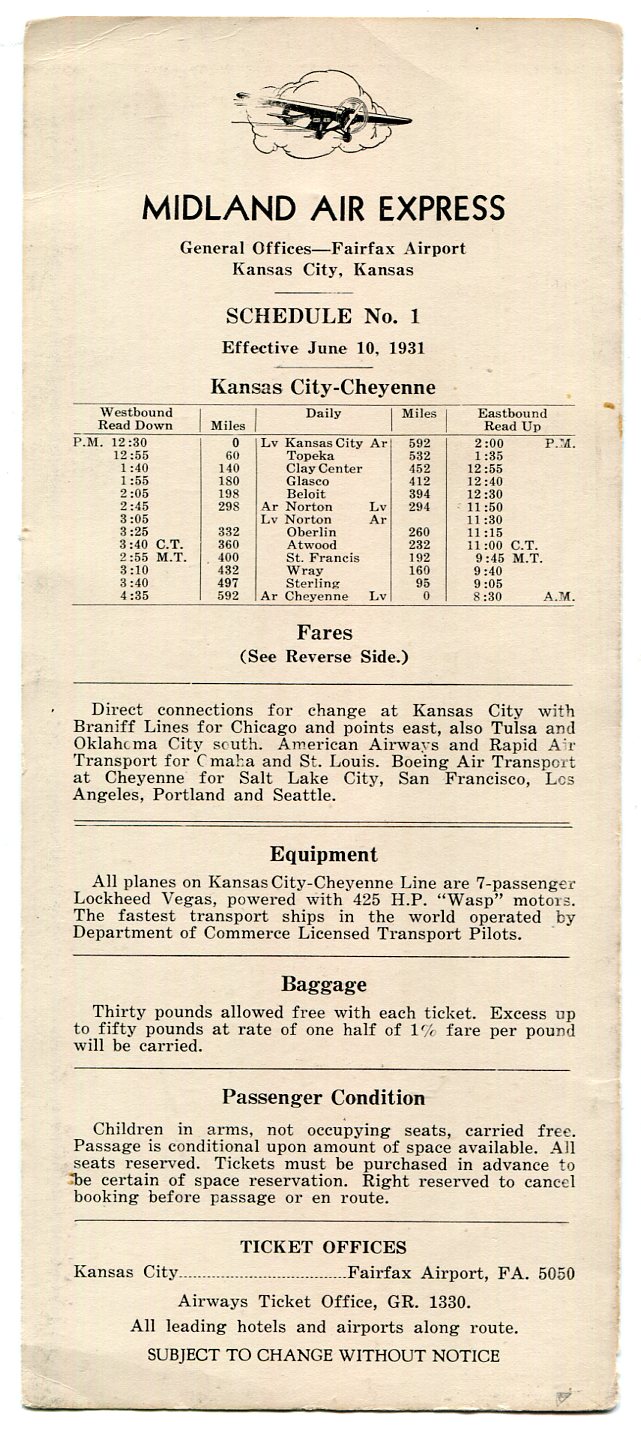 MIDLAND AIR EXPRESS
General Offices—Fairfax Airport
Kansas City, Kansas
SCHEDULE No. 1
Effective June 10, 1931
Kansas City-Cheyenne
Westbound Read Down | Miles | Daily | Miles | Eastbound Read Up
P.M. 12:30 0 Lv Kansas City Ar 592 2:00 P.M.
12:55 60 Topeka 532 1:35
1:40 140 Clay Center 452 12:55
1:55 180 Glasco 412 12:40
2:05 198 Beloit 394 12:30
2:45 298 Ar Norton Lv 294 11:50
3:05 Lv Norton Ar 11:30
3:25 332 Oberlin 260 11:15
3:40 C.T. 360 Atwood 232 11:00 C.T.
2:55 M.T. 400 St. Francis 192 9:45 M.T.
3:10 432 Wray 160 9:40
3:40 497 Sterling 95 9:05
4:35 592 Ar Cheyenne Lv 0 8:30 A.M.
Fares
(See Reverse Side.)
Direct connections for change at Kansas City with
Braniff Lines for Chicago and points east, also Tulsa and
Oklahoma City south. American Airways and Rapid Air
Transport for Omaha and St. Louis. Boeing Air Transport
at Cheyenne for Salt Lake City, San Francisco, Los
Angeles, Portland and Seattle.
Equipment
All planes on Kansas City-Cheyenne Line are 7-passenger
Lockheed Vegas, powered with 425 H.P. “Wasp” motors.
The fastest transport ships in the world operated by
Department of Commerce Licensed Transport Pilots.
Baggage
Thirty pounds allowed free with each ticket. Excess up
to fifty pounds at rate of one half of 1% fare per pound
will be carried.
Passenger Condition
Children in arms, not occupying seats, carried free.
Passage is conditional upon amount of space available. All
seats reserved. Tickets must be purchased in advance to
be certain of space reservation. Right reserved to cancel
booking before passage or en route.
TICKET OFFICES
Kansas City..................................Fairfax Airport, FA. 5050
Airways Ticket Office, GR. 1330.
All leading hotels and airports along route.
SUBJECT TO CHANGE WITHOUT NOTICE